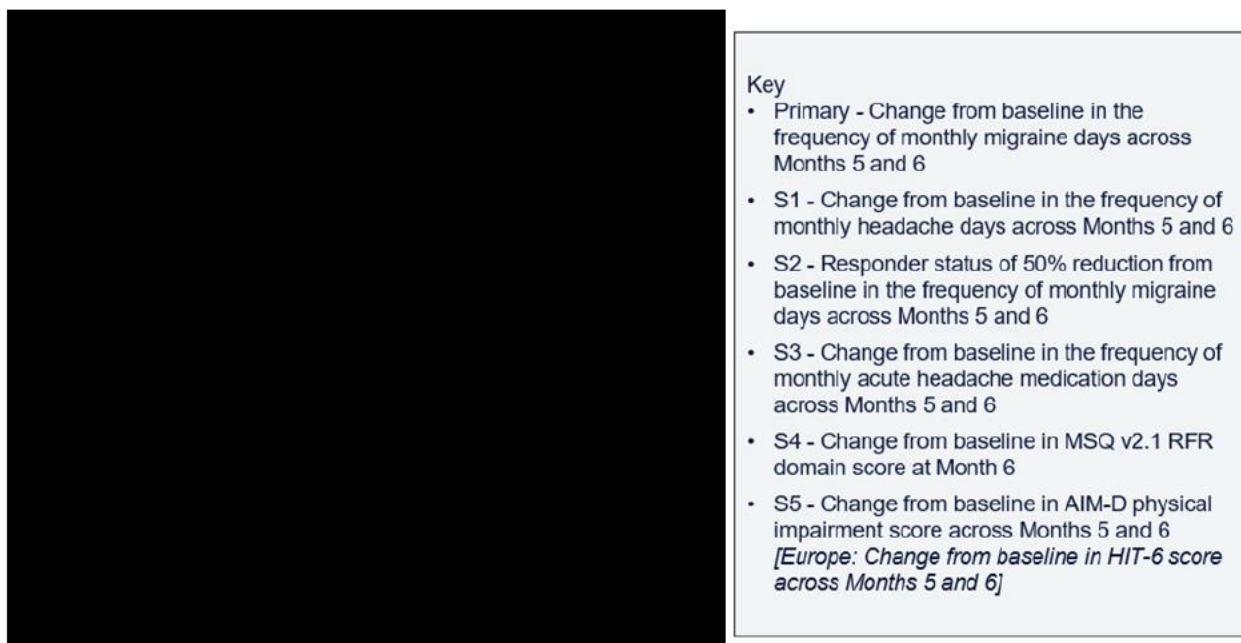 Key
• Primary - Change from baseline in the
frequency of monthly migraine days across
Months 5 and 6
• S1 - Change from baseline in the frequency of
monthly headache days across Months 5 and 6
• S2 - Responder status of 50% reduction from
baseline in the frequency of monthly migraine
days across Months 5 and 6
• S3 - Change from baseline in the frequency of
monthly acute headache medication days
across Months 5 and 6
• S4 - Change from baseline in MSQ v2.1 RFR
domain score at Month 6
• S5 - Change from baseline in AIM-D physical
impairment score across Months 5 and 6
[Europe: Change from baseline in HIT-6 score
across Months 5 and 6]